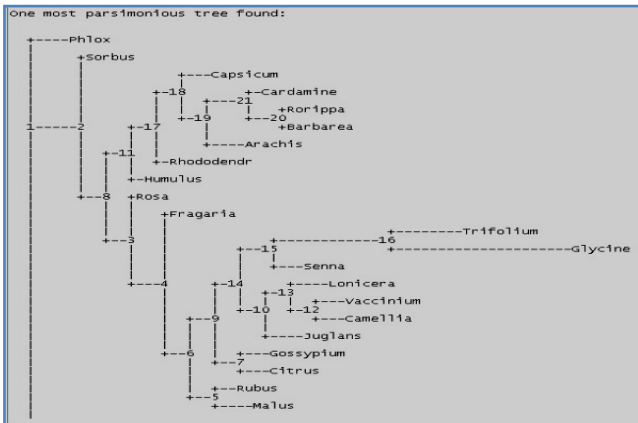 One most parsimonious tree found:
+----Phlox
+Sorbus
+---Capsicum
+-18
+-Cardamine
+---21
+Rorippa
+-19
+-20
+-17
+Barbarea
1-----2
+-11
+---Arachis
+-Rhododendr
+-Humulus
+--8
+Rosa
+Fragaria
+--------Trifolium
+------------16
+--15
+--------------------Glycine
+--3
+---Senna
+-14
+---Lonicera
+-13
+---4
+---Vaccinium
+-10
+-12
+--9
+---Camellia
+----Juglans
+--6
+---Gossypium
+--7
+---Citrus
+--Rubus
+--5
+----Malus